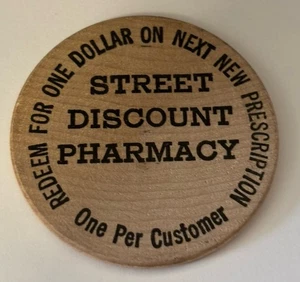 REDEEM FOR ONE DOLLAR ON NEXT NEW PRESCRIPTION
STREET
DISCOUNT
PHARMACY
One Per Customer